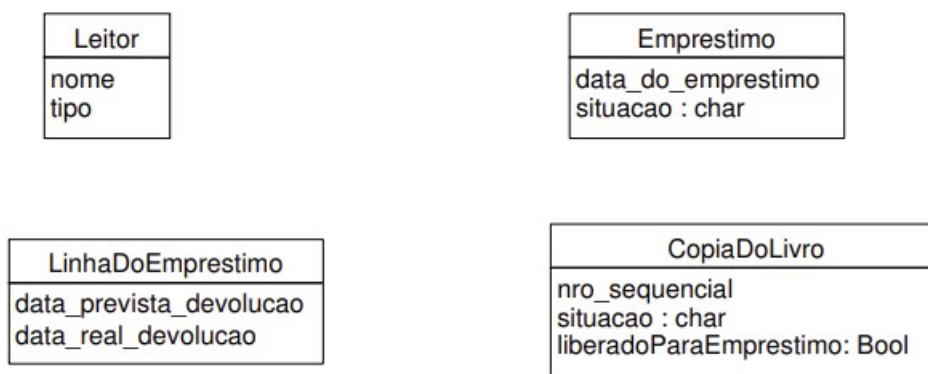 Leitor
nome
tipo
Emprestimo
data_do_emprestimo
situacao : char
LinhaDoEmprestimo
data_prevista_devolucao
data_real_devolucao
CopiaDoLivro
nro_sequencial
situacao : char
liberadoParaEmprestimo: Bool